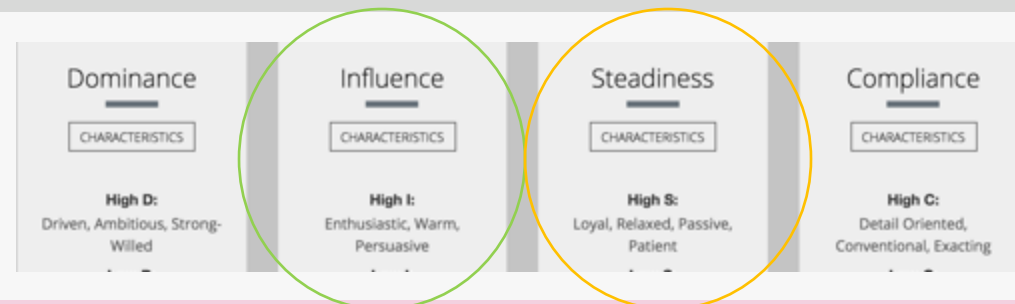 Dominance
CHARACTERISTICS
High D:
Driven, Ambitious, Strong-
Willed
Influence
CHARACTERISTICS
High I:
Enthusiastic, Warm,
Persuasive
Steadiness
CHARACTERISTICS
High S:
Loyal, Relaxed, Passive,
Patient
Compliance
CHARACTERISTICS
High C:
Detail Oriented,
Conventional, Exacting